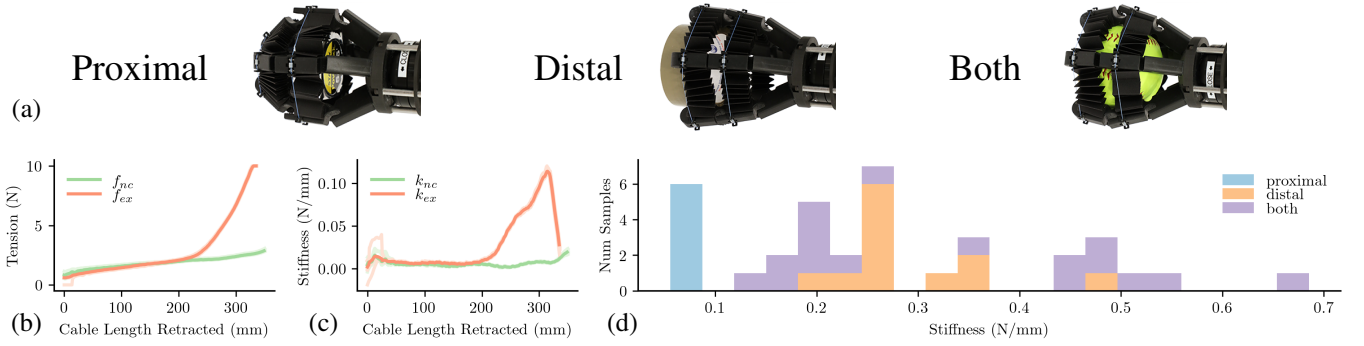 Proximal
Distal
Both
(a)
10
5
0
Tension (N)
f_nc
f_ex
0 100 200 300
Cable Length Retracted (mm)
(b)
0.10
0.05
0.00
Stiffness (N/mm)
k_nc
k_ex
0 100 200 300
Cable Length Retracted (mm)
(c)
6
4
2
0
Num Samples
proximal
distal
both
0.1 0.2 0.3 0.4 0.5 0.6 0.7
Stiffness (N/mm)
(d)